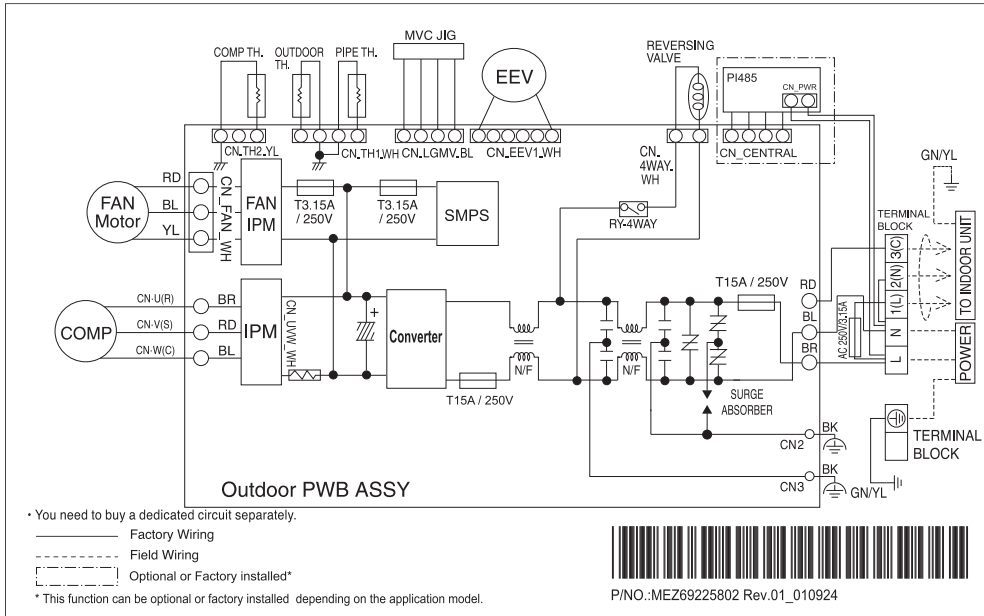 MVC JIG
COMP TH.
OUTDOOR
TH.
PIPE TH.
EEV
REVERSING
VALVE
PI485
CN_PWR
CN_TH2_YL
CN_TH1_WH
CN_LGMV_BL
CN_EEV1_WH
CN_
4WAY_
WH
CN_CENTRAL
GN/YL
FAN
Motor
RD
BL
YL
CN_FAN_WH
FAN
IPM
T3.15A
/ 250V
T3.15A
/ 250V
SMPS
RY-4WAY
TERMINAL
BLOCK
3(C)
2(N)
1(L)
N
L
TO INDOOR UNIT
POWER
COMP
CN-U(R)
CN-V(S)
CN-W(C)
BR
RD
BL
IPM
CN_UVW_WH
+
Converter
T15A / 250V
N/F
N/F
T15A / 250V
RD
BL
BR
AC 250V/3.15A
SURGE
ABSORBER
CN2
BK
CN3
BK
GN/YL
TERMINAL
BLOCK
Outdoor PWB ASSY
• You need to buy a dedicated circuit separately.
Factory Wiring
Field Wiring
Optional or Factory installed*
* This function can be optional or factory installed depending on the application model.
P/NO.:MEZ69225802 Rev.01_010924